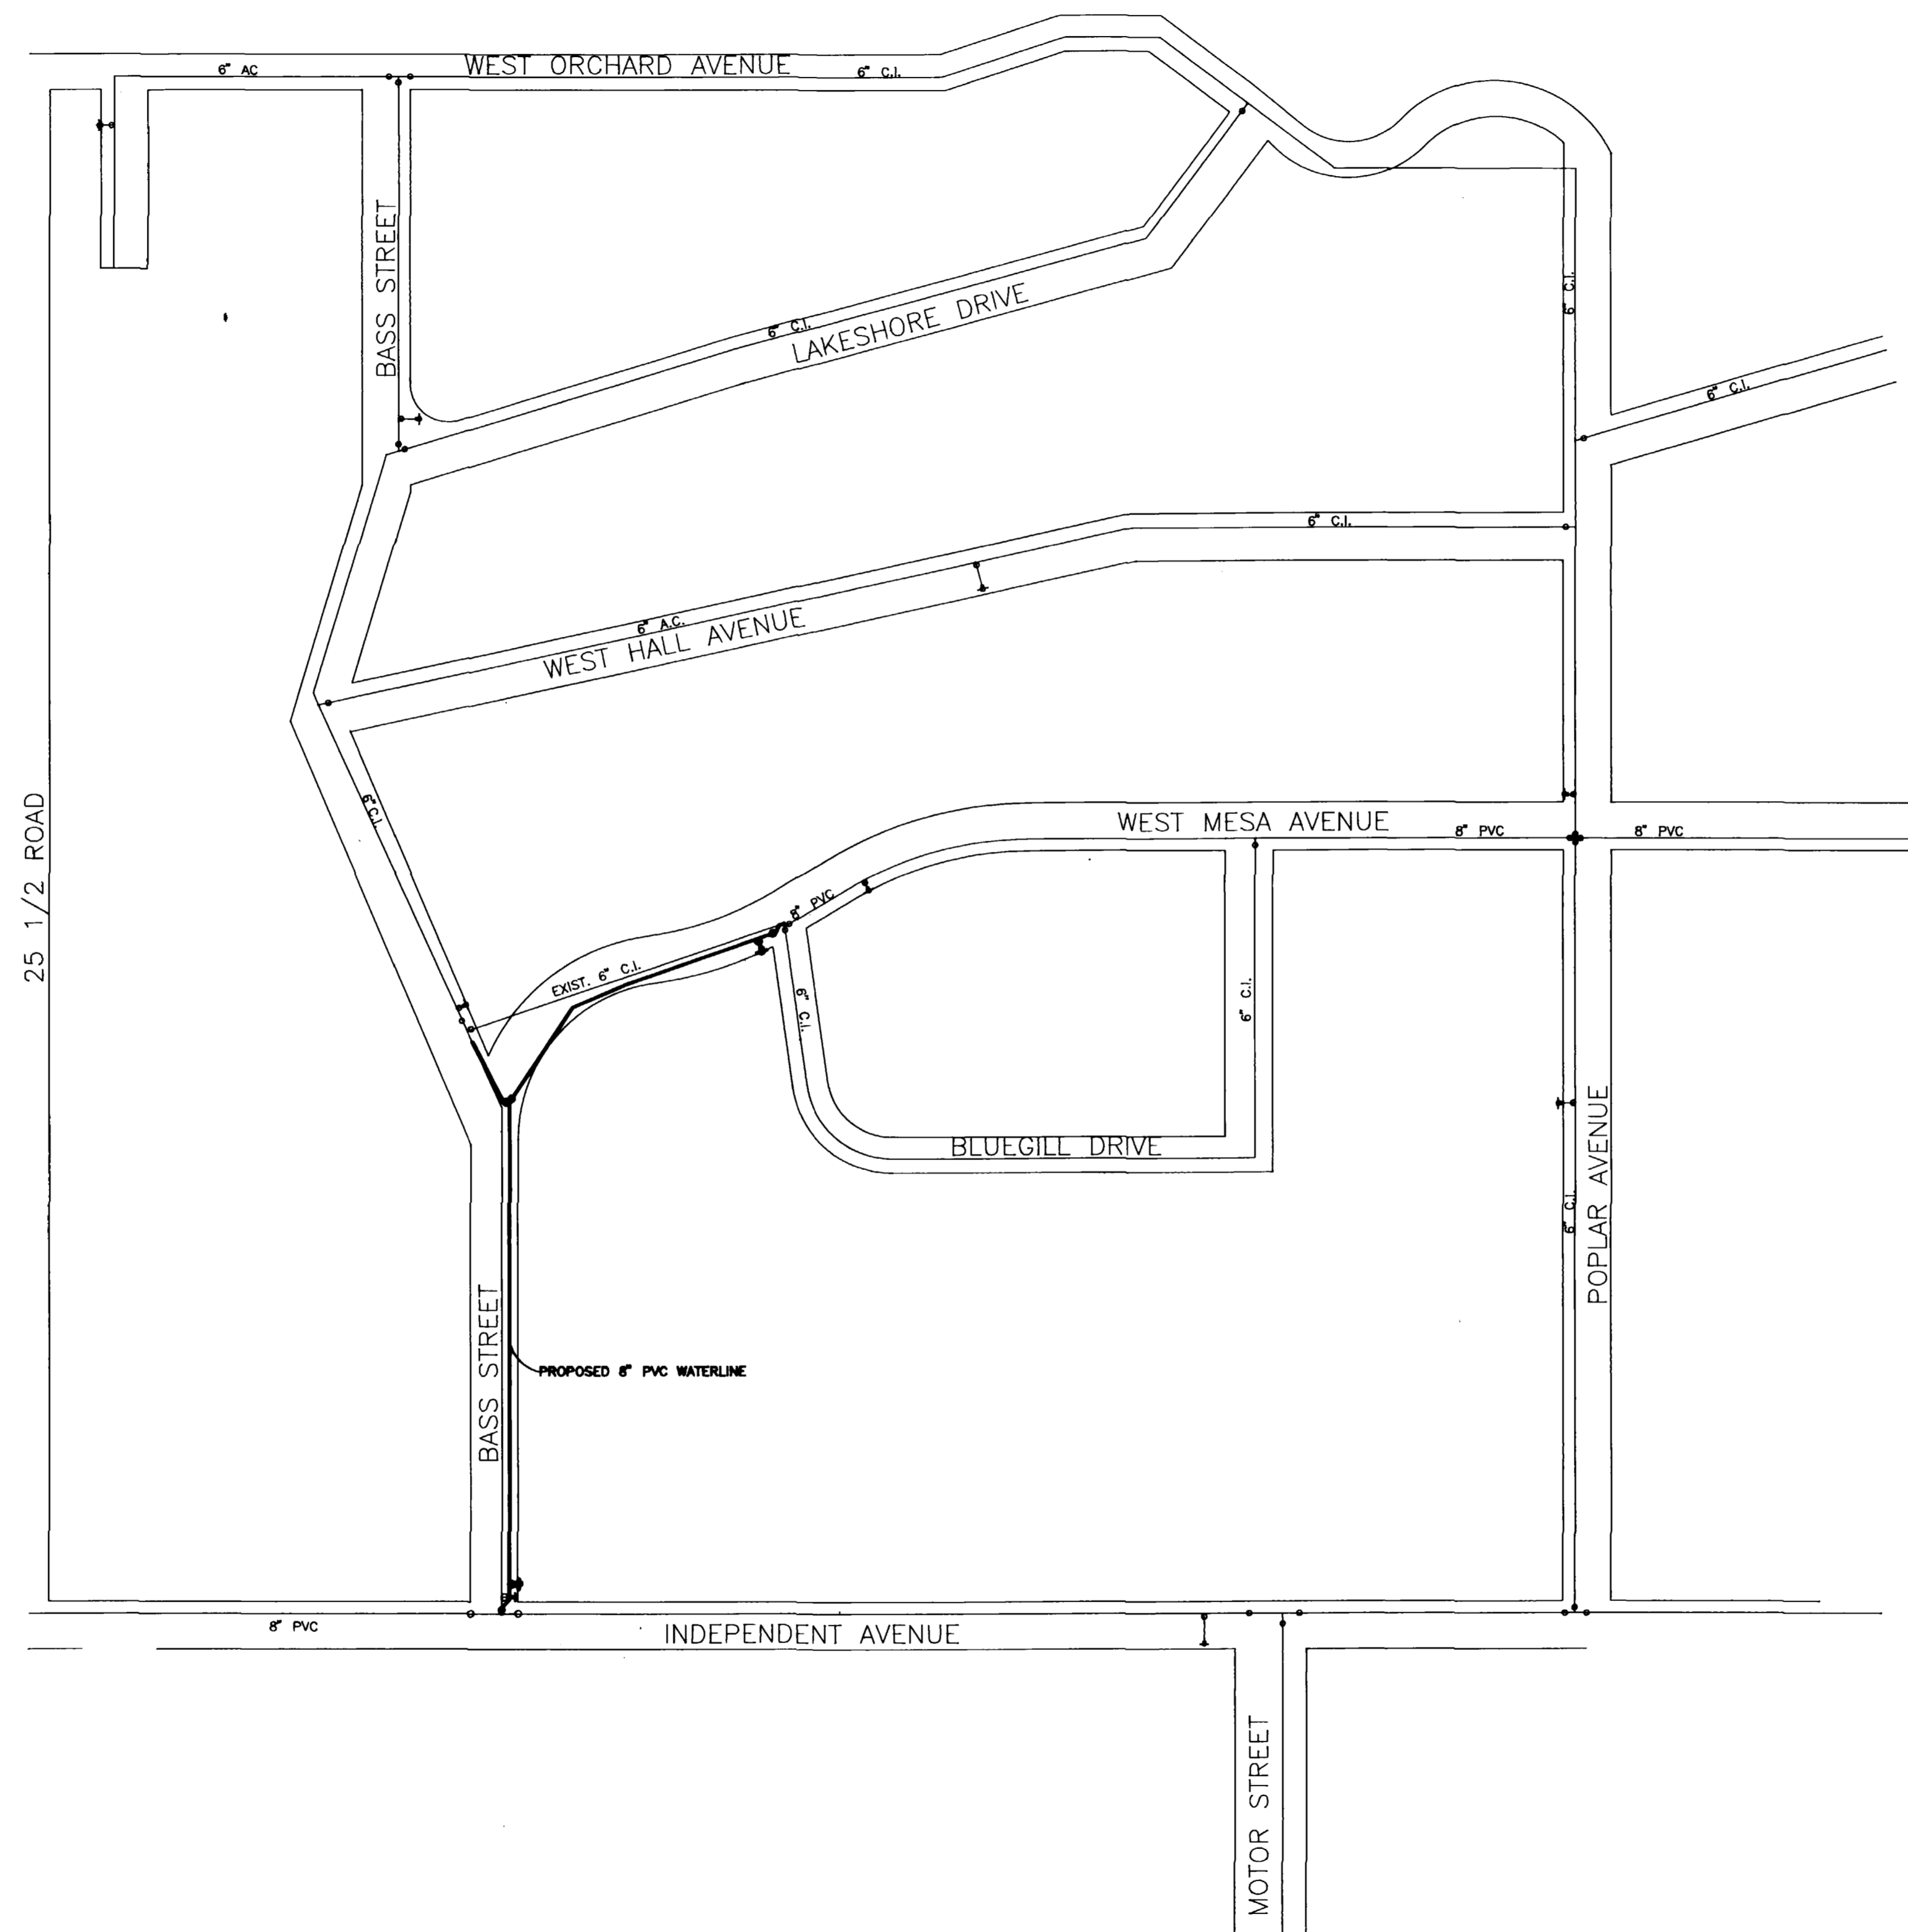 WEST ORCHARD AVENUE
6" AC
6" C.I.
BASS STREET
6" C.I.
LAKESHORE DRIVE
6" C.I.
6" C.I.
6" C.I.
6" A.C.
WEST HALL AVENUE
25 1/2 ROAD
6" C.I.
WEST MESA AVENUE
8" PVC
8" PVC
8" PVC
EXIST. 6" C.I.
6" C.I.
6" C.I.
BLUEGILL DRIVE
POPLAR AVENUE
6" C.I.
BASS STREET
PROPOSED 8" PVC WATERLINE
8" PVC
INDEPENDENT AVENUE
MOTOR STREET